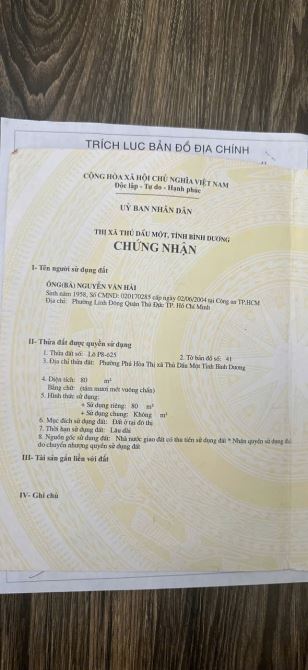 TRÍCH LỤC BẢN ĐỒ ĐỊA CHÍNH
CỘNG HÒA XÃ HỘI CHỦ NGHĨA VIỆT NAM
Độc lập - Tự do - Hạnh phúc
UỶ BAN NHÂN DÂN
THỊ XÃ THỦ DẦU MỘT, TỈNH BÌNH DƯƠNG
CHỨNG NHẬN
I- Tên người sử dụng đất
ÔNG(BÀ) NGUYỄN VĂN HẢI
Sinh năm 1958, Số CMND: 020170285 cấp ngày 02/06/2004 tại Công an TP.HCM
Địa chỉ: Phường Linh Đông Quận Thủ Đức TP. Hồ Chí Minh
II- Thửa đất được quyền sử dụng
1. Thửa đất số: Lô P8-625 2. Tờ bản đồ số: 41
3. Địa chỉ thửa đất: Phường Phú Hòa Thị xã Thủ Dầu Một Tỉnh Bình Dương
4. Diện tích: 80 m²
Bằng chữ: (tám mươi mét vuông chẵn)
5. Hình thức sử dụng:
+ Sử dụng riêng: 80 m²
+ Sử dụng chung: Không m²
6. Mục đích sử dụng đất: Đất ở tại đô thị
7. Thời hạn sử dụng đất: Lâu dài
8. Nguồn gốc sử dụng đất: Nhà nước giao đất có thu tiền sử dụng đất * Nhận quyền sử dụng đất
do chuyển nhượng quyền sử dụng đất
III- Tài sản gắn liền với đất
IV- Ghi chú